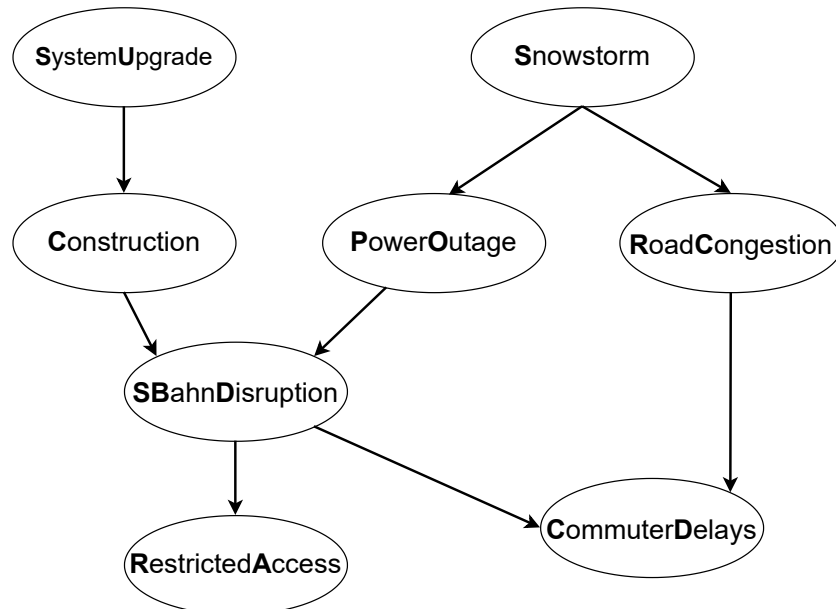 SystemUpgrade
Snowstorm
Construction
PowerOutage
RoadCongestion
SBahnDisruption
CommuterDelays
RestrictedAccess